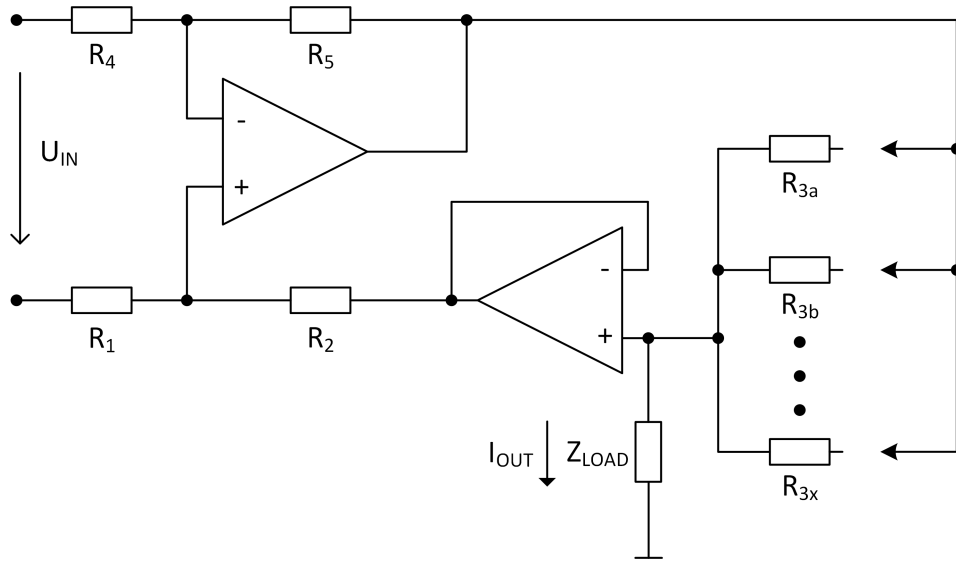 R4
R5
-
UIN
+
R3a
-
R3b
R1
R2
+
IOUT
ZLOAD
R3x